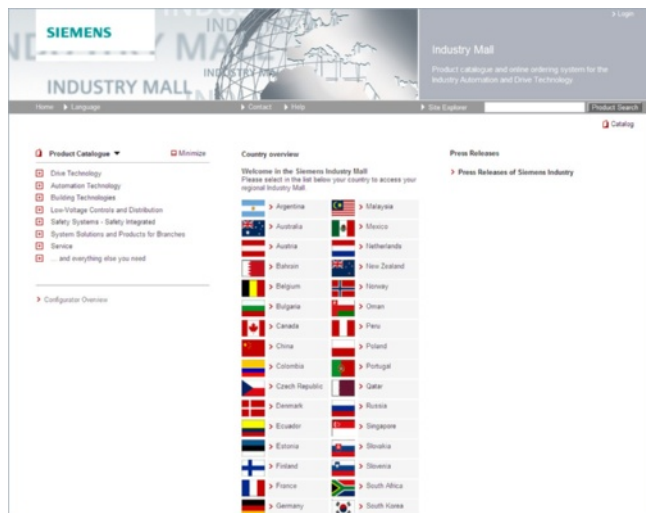 SIEMENS
INDUSTRY MALL
> Login
Industry Mall
Product catalogue and online ordering system for the
Industry Automation and Drive Technology
Home Language Contact Help Site Explorer Product Search
Catalog
Product Catalogue Minimize
Drive Technology
Automation Technology
Building Technologies
Low-Voltage Controls and Distribution
Safety Systems - Safety Integrated
System Solutions and Products for Branches
Service
... and everything else you need
> Configurator Overview
Country overview
Welcome in the Siemens Industry Mall
Please select in the list below your country to access your
regional Industry Mall.
> Argentina > Malaysia
> Australia > Mexico
> Austria > Netherlands
> Bahrain > New Zealand
> Belgium > Norway
> Bulgaria > Oman
> Canada > Peru
> China > Poland
> Colombia > Portugal
> Czech Republic > Qatar
> Denmark > Russia
> Ecuador > Singapore
> Estonia > Slovakia
> Finland > Slovenia
> France > South Africa
> Germany > South Korea
Press Releases
> Press Releases of Siemens Industry